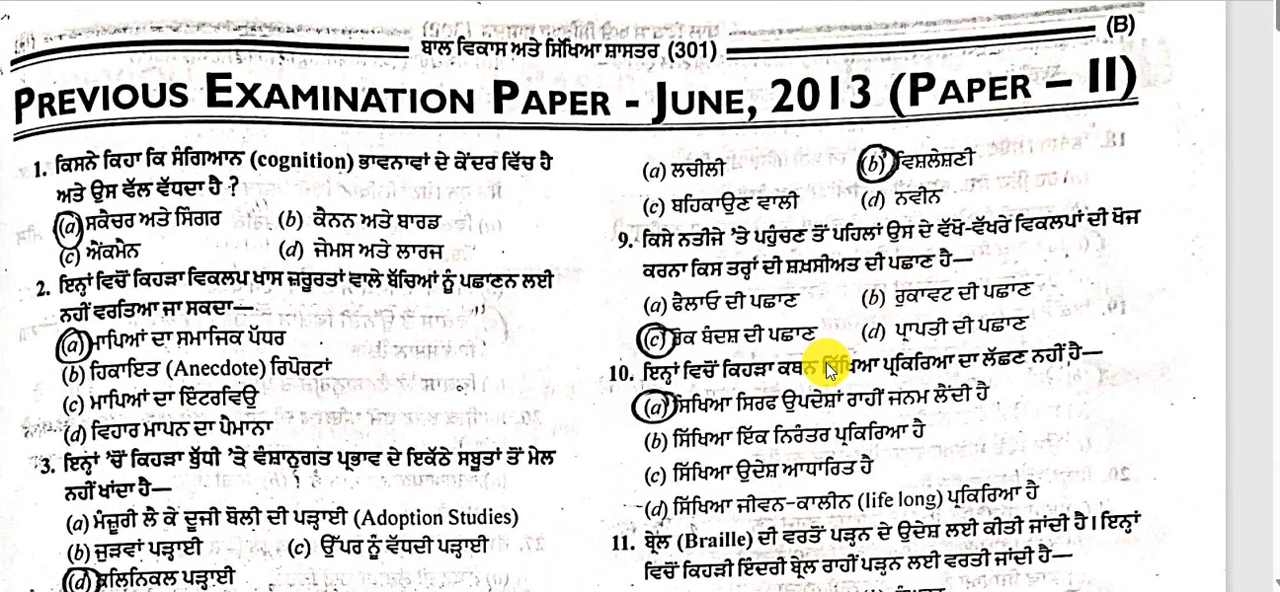 (B)
ਬਾਲ ਵਿਕਾਸ ਅਤੇ ਸਿੱਖਿਆ ਸ਼ਾਸਤਰ (301)
PREVIOUS EXAMINATION PAPER - JUNE, 2013 (PAPER – II)
1. ਕਿਸਨੇ ਕਿਹਾ ਕਿ ਸੰਗਿਆਨ (cognition) ਭਾਵਨਾਵਾਂ ਦੇ ਕੇਂਦਰ ਵਿੱਚ ਹੈ
ਅਤੇ ਉਸ ਵੱਲ ਵੱਧਦਾ ਹੈ ?
(a) ਸਕੈਚਰ ਅਤੇ ਸਿੰਗਰ (b) ਕੈਨਨ ਅਤੇ ਬਾਰਡ
(c) ਐੱਕਮੈਨ (d) ਜੇਮਸ ਅਤੇ ਲਾਰਜ
2. ਇਨ੍ਹਾਂ ਵਿਚੋਂ ਕਿਹੜਾ ਵਿਕਲਪ ਖਾਸ ਜ਼ਰੂਰਤਾਂ ਵਾਲੇ ਬੱਚਿਆਂ ਨੂੰ ਪਛਾਣਨ ਲਈ
ਨਹੀਂ ਵਰਤਿਆ ਜਾ ਸਕਦਾ—
(a) ਮਾਪਿਆਂ ਦਾ ਸਮਾਜਿਕ ਪੱਧਰ
(b) ਹਿਕਾਇਤ (Anecdote) ਰਿਪੋਰਟਾਂ
(c) ਮਾਪਿਆਂ ਦਾ ਇੰਟਰਵਿਊ
(d) ਵਿਹਾਰ ਮਾਪਨ ਦਾ ਪੈਮਾਨਾ
3. ਇਨ੍ਹਾਂ 'ਚੋਂ ਕਿਹੜਾ ਬੁੱਧੀ 'ਤੇ ਵੰਸ਼ਾਨੁਗਤ ਪ੍ਰਭਾਵ ਦੇ ਇਕੱਠੇ ਸਬੂਤਾਂ ਤੋਂ ਮੇਲ
ਨਹੀਂ ਖਾਂਦਾ ਹੈ—
(a) ਮੰਜ਼ੂਰੀ ਲੈ ਕੇ ਦੂਜੀ ਬੋਲੀ ਦੀ ਪੜ੍ਹਾਈ (Adoption Studies)
(b) ਜੁੜਵਾਂ ਪੜ੍ਹਾਈ (c) ਉੱਪਰ ਨੂੰ ਵੱਧਦੀ ਪੜ੍ਹਾਈ
(d) ਕਲਿਨਿਕਲ ਪੜ੍ਹਾਈ
(a) ਲਚੀਲੀ (b) ਵਿਸ਼ਲੇਸ਼ਣੀ
(c) ਬਹਿਕਾਉਣ ਵਾਲੀ (d) ਨਵੀਨ
9. ਕਿਸੇ ਨਤੀਜੇ 'ਤੇ ਪਹੁੰਚਣ ਤੋਂ ਪਹਿਲਾਂ ਉਸ ਦੇ ਵੱਖੋ-ਵੱਖਰੇ ਵਿਕਲਪਾਂ ਦੀ ਖੋਜ
ਕਰਨਾ ਕਿਸ ਤਰ੍ਹਾਂ ਦੀ ਸ਼ਖ਼ਸੀਅਤ ਦੀ ਪਛਾਣ ਹੈ—
(a) ਫੈਲਾਓ ਦੀ ਪਛਾਣ (b) ਰੁਕਾਵਟ ਦੀ ਪਛਾਣ
(c) ਰੋਕ ਬੰਦਸ਼ ਦੀ ਪਛਾਣ (d) ਪ੍ਰਾਪਤੀ ਦੀ ਪਛਾਣ
10. ਇਨ੍ਹਾਂ ਵਿਚੋਂ ਕਿਹੜਾ ਕਥਨ ਸਿੱਖਿਆ ਪ੍ਰਕਿਰਿਆ ਦਾ ਲੱਛਣ ਨਹੀਂ ਹੈ—
(a) ਸਿੱਖਿਆ ਸਿਰਫ ਉਪਦੇਸ਼ਾਂ ਰਾਹੀਂ ਜਨਮ ਲੈਂਦੀ ਹੈ
(b) ਸਿੱਖਿਆ ਇੱਕ ਨਿਰੰਤਰ ਪ੍ਰਕਿਰਿਆ ਹੈ
(c) ਸਿੱਖਿਆ ਉਦੇਸ਼ ਆਧਾਰਿਤ ਹੈ
(d) ਸਿੱਖਿਆ ਜੀਵਨ-ਕਾਲੀਨ (life long) ਪ੍ਰਕਿਰਿਆ ਹੈ
11. ਬ੍ਰੇਲ (Braille) ਦੀ ਵਰਤੋਂ ਪੜ੍ਹਨ ਦੇ ਉਦੇਸ਼ ਲਈ ਕੀਤੀ ਜਾਂਦੀ ਹੈ। ਇਨ੍ਹਾਂ
ਵਿਚੋਂ ਕਿਹੜੀ ਇੰਦਰੀ ਬ੍ਰੇਲ ਰਾਹੀਂ ਪੜ੍ਹਨ ਲਈ ਵਰਤੀ ਜਾਂਦੀ ਹੈ—